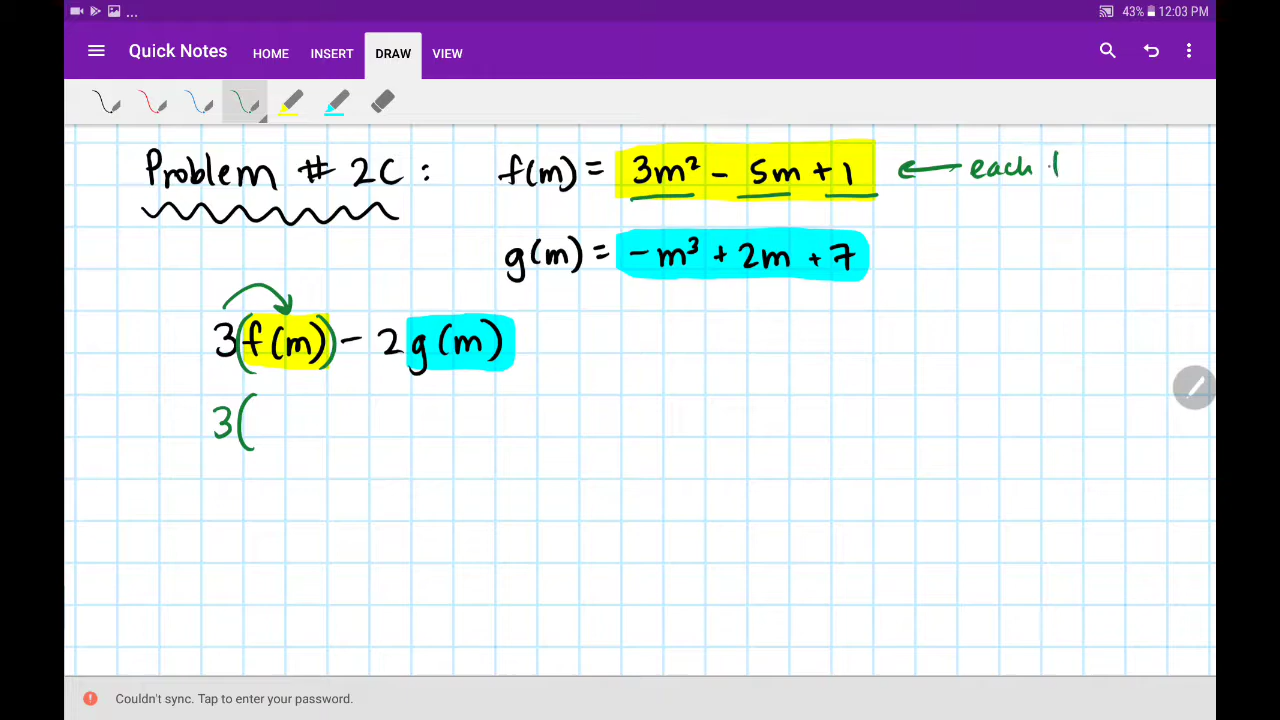 ... 43% 12:03 PM
Quick Notes HOME INSERT DRAW VIEW
Problem # 2C : f(m) = 3m² - 5m + 1 ← each
g(m) = -m³ + 2m + 7
3(f(m)) - 2g(m)
3(
Couldn't sync. Tap to enter your password.